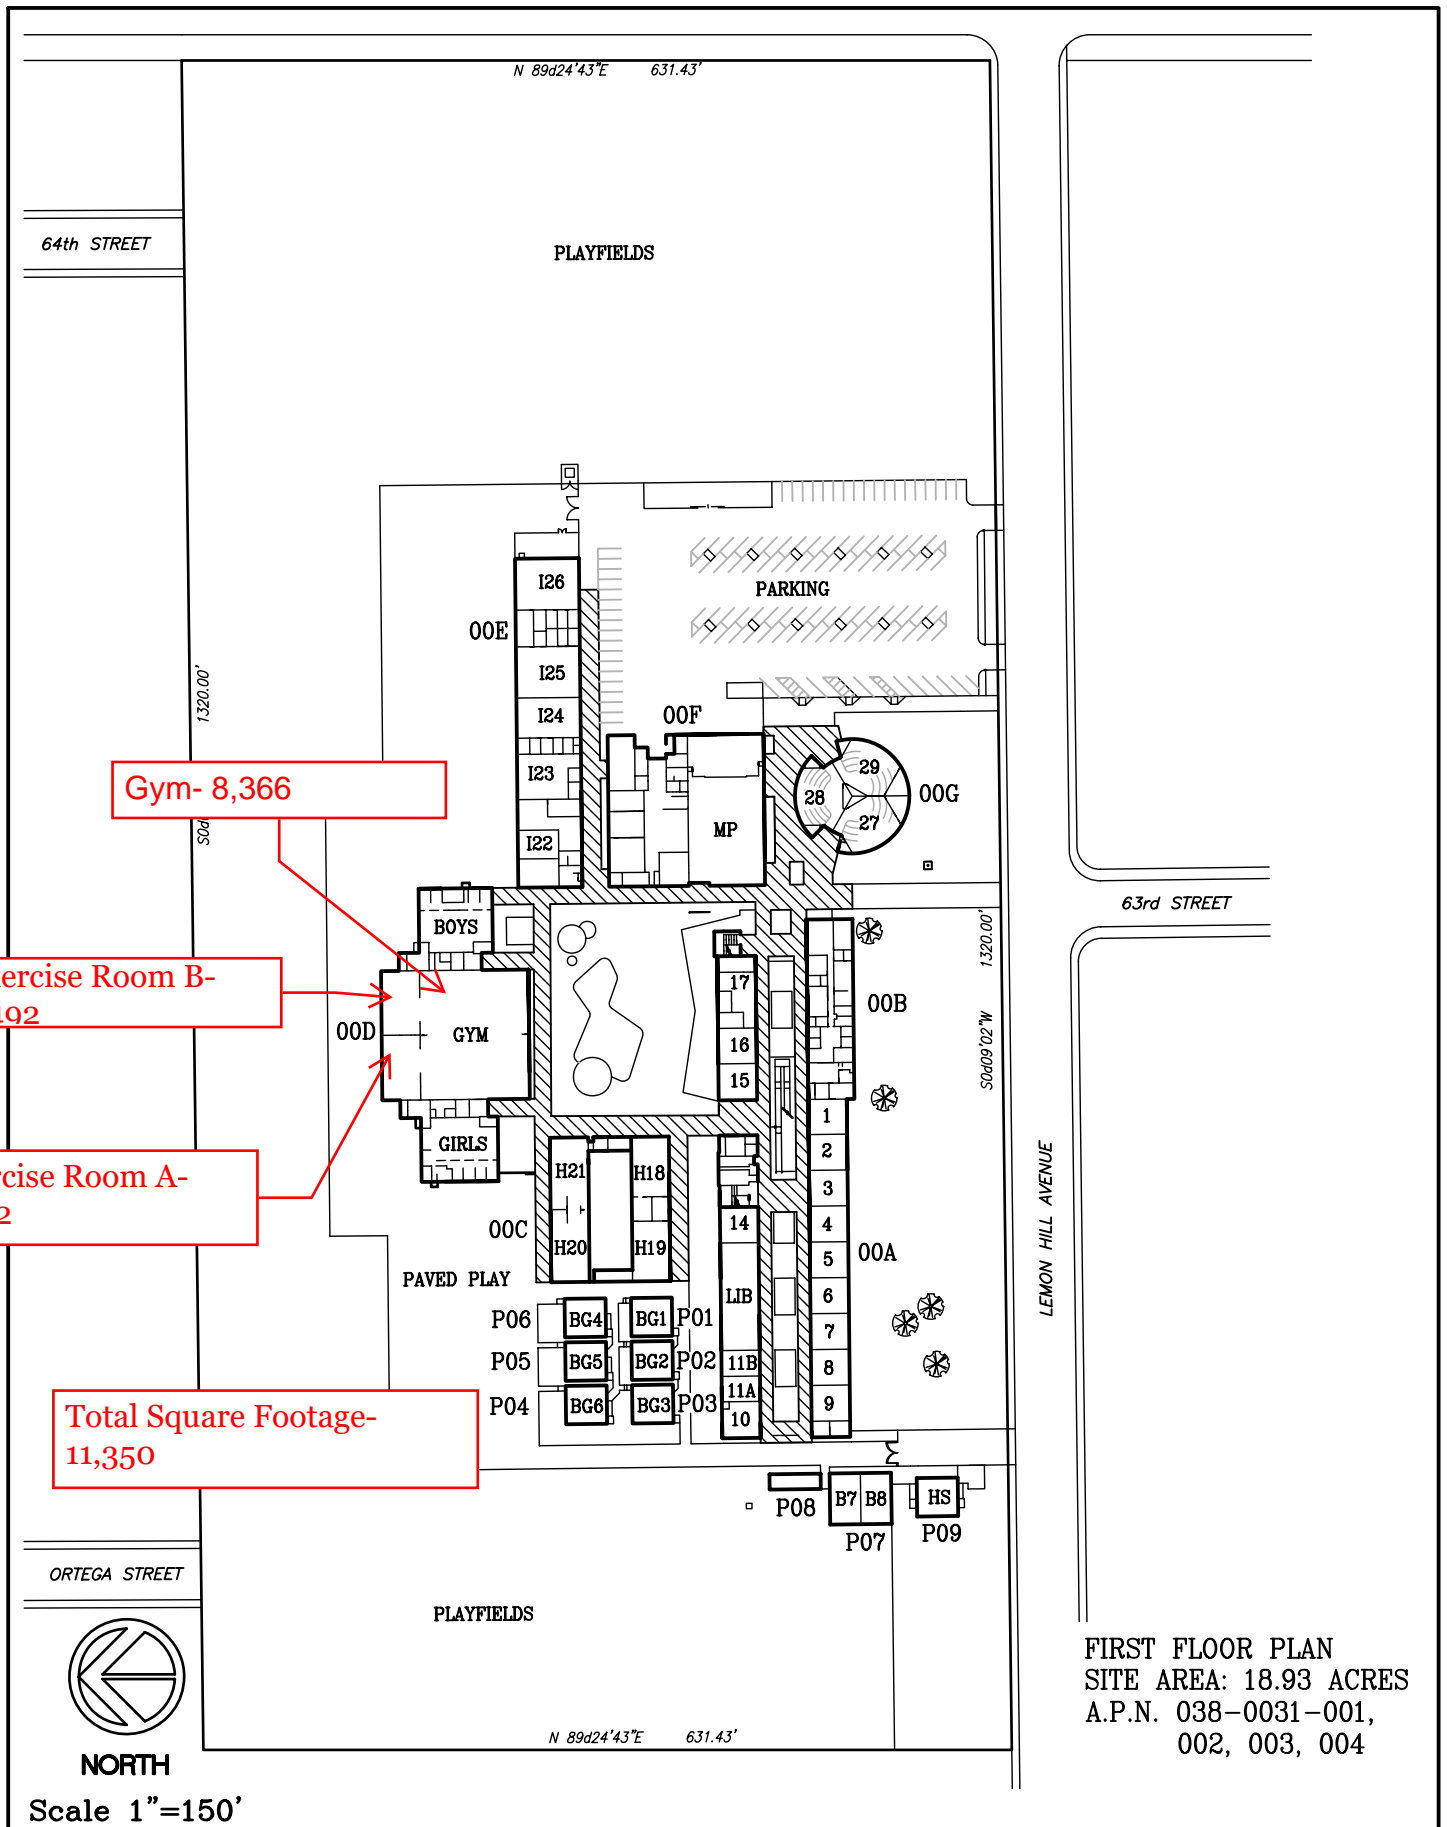 N 89d24'43"E 631.43'
64th STREET
PLAYFIELDS
I26
PARKING
00E
I25
1320.00'
I24
00F
I23
29
Gym- 8,366
28
00G
27
MP
I22
63rd STREET
BOYS
1320.00'
Room B-
17
00B
00D
GYM
16
S0d09'02"W
15
1
GIRLS
2
H21
H18
3
Room A-
14
4
00C
00A
H20
H19
5
LEMON HILL AVENUE
PAVED PLAY
LIB
6
P06
BG4
BG1
P01
7
P05
BG5
BG2
P02
11B
8
11A
P04
BG6
BG3
P03
9
10
Total Square Footage-
11,350
B7
B8
HS
P08
P09
P07
ORTEGA STREET
PLAYFIELDS
FIRST FLOOR PLAN
SITE AREA: 18.93 ACRES
A.P.N. 038-0031-001,
002, 003, 004
N 89d24'43"E 631.43'
NORTH
Scale 1"=150'